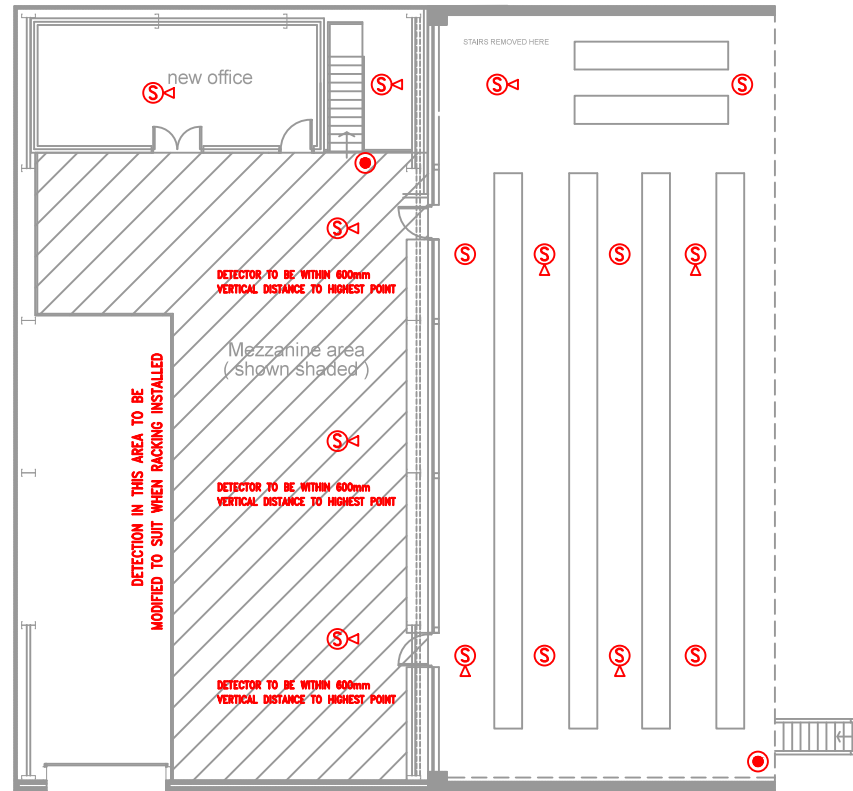 STAIRS REMOVED HERE
new office
S
S
S
S
S
DETECTOR TO BE WITHIN 600mm
VERTICAL DISTANCE TO HIGHEST POINT
S
S
S
S
Mezzanine area
( shown shaded )
DETECTION IN THIS AREA TO BE
MODIFIED TO SUIT WHEN RACKING INSTALLED
S
DETECTOR TO BE WITHIN 600mm
VERTICAL DISTANCE TO HIGHEST POINT
S
DETECTOR TO BE WITHIN 600mm
VERTICAL DISTANCE TO HIGHEST POINT
S
S
S
S